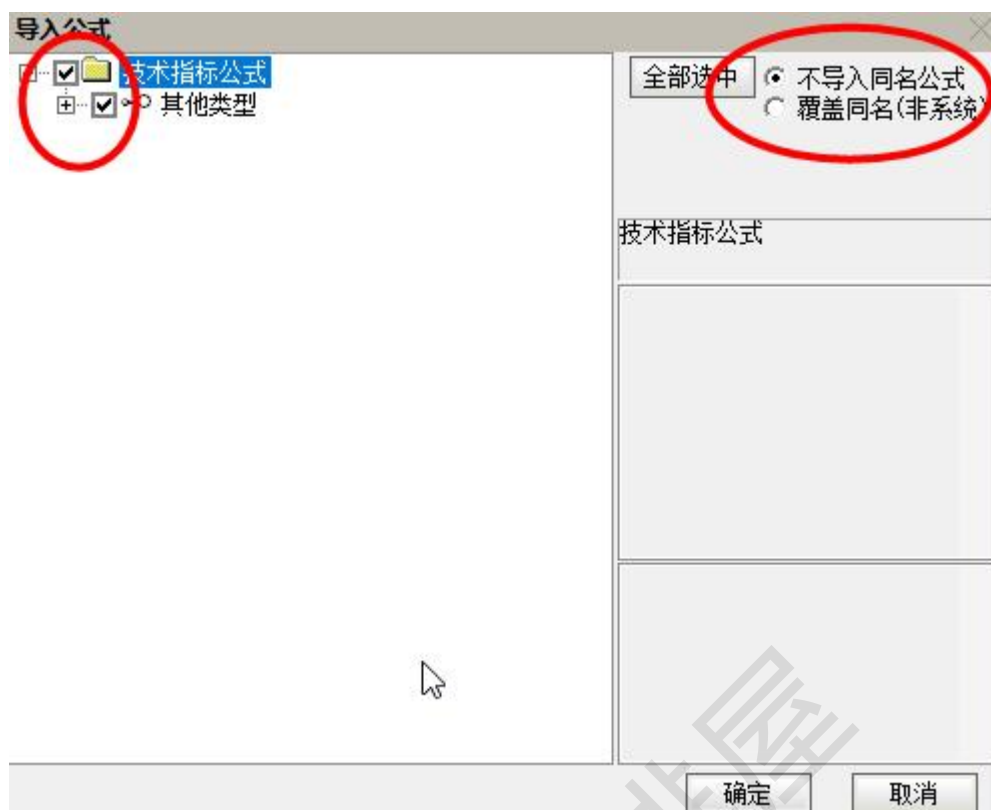 导入公式
技术指标公式
其他类型
全部选中
不导入同名公式
覆盖同名(非系统)
技术指标公式
确定
取消